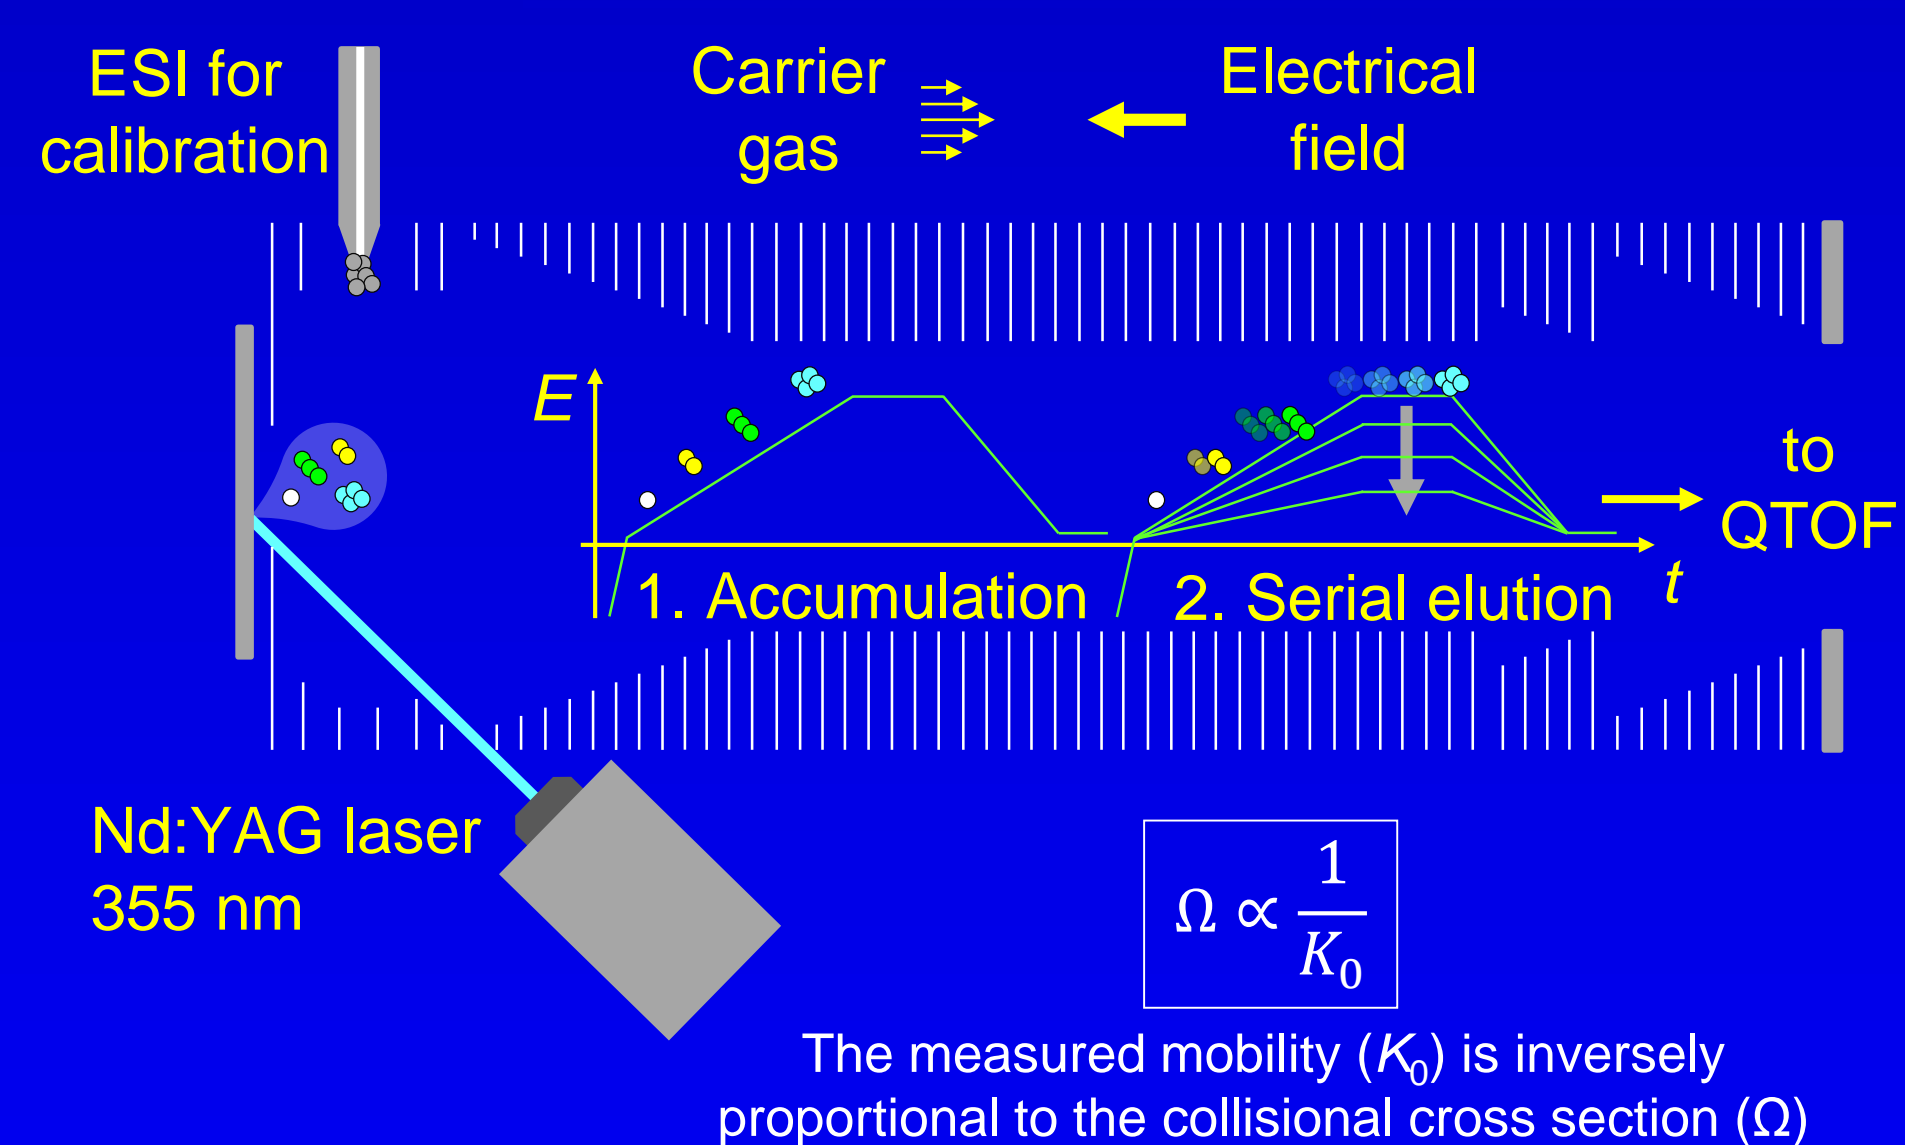 ESI for
calibration
Carrier
gas
Electrical
field
E
1. Accumulation
2. Serial elution
t
to
QTOF
Nd:YAG laser
355 nm
Ω ∝ 1/K₀
The measured mobility (K₀) is inversely
proportional to the collisional cross section (Ω)